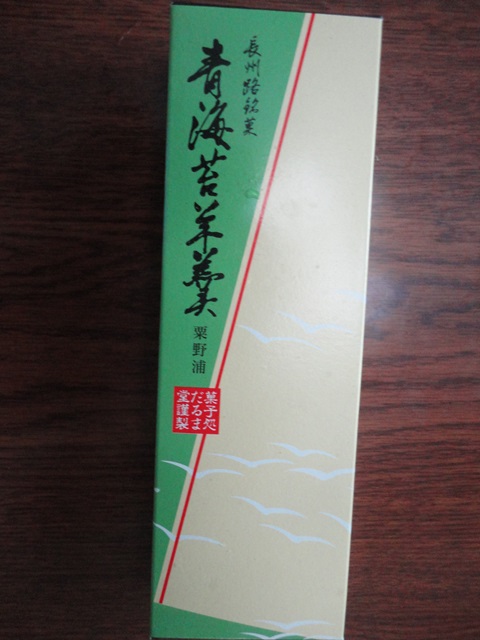 長州路銘菓
青海苔羊羹
粟野浦
菓子処
だるま
堂謹製